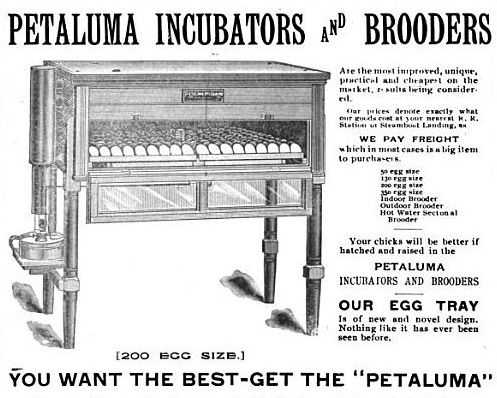 PETALUMA INCUBATORS AND BROODERS
Are the most improved, unique,
practical and cheapest on the
market, results being consider-
ed.
Our prices denote exactly what
our goods cost at your nearest R. R.
Station or Steamboat Landing, as
WE PAY FREIGHT
which in most cases is a big item
to purchasers.
50 egg size
130 egg size
200 egg size
350 egg size
Indoor Brooder
Outdoor Brooder
Hot Water Sectional
Brooder
Your chicks will be better if
hatched and raised in the
PETALUMA
INCUBATORS AND BROODERS
OUR EGG TRAY
Is of new and novel design.
Nothing like it has ever been
seen before.
[200 EGG SIZE.]
YOU WANT THE BEST-GET THE "PETALUMA"